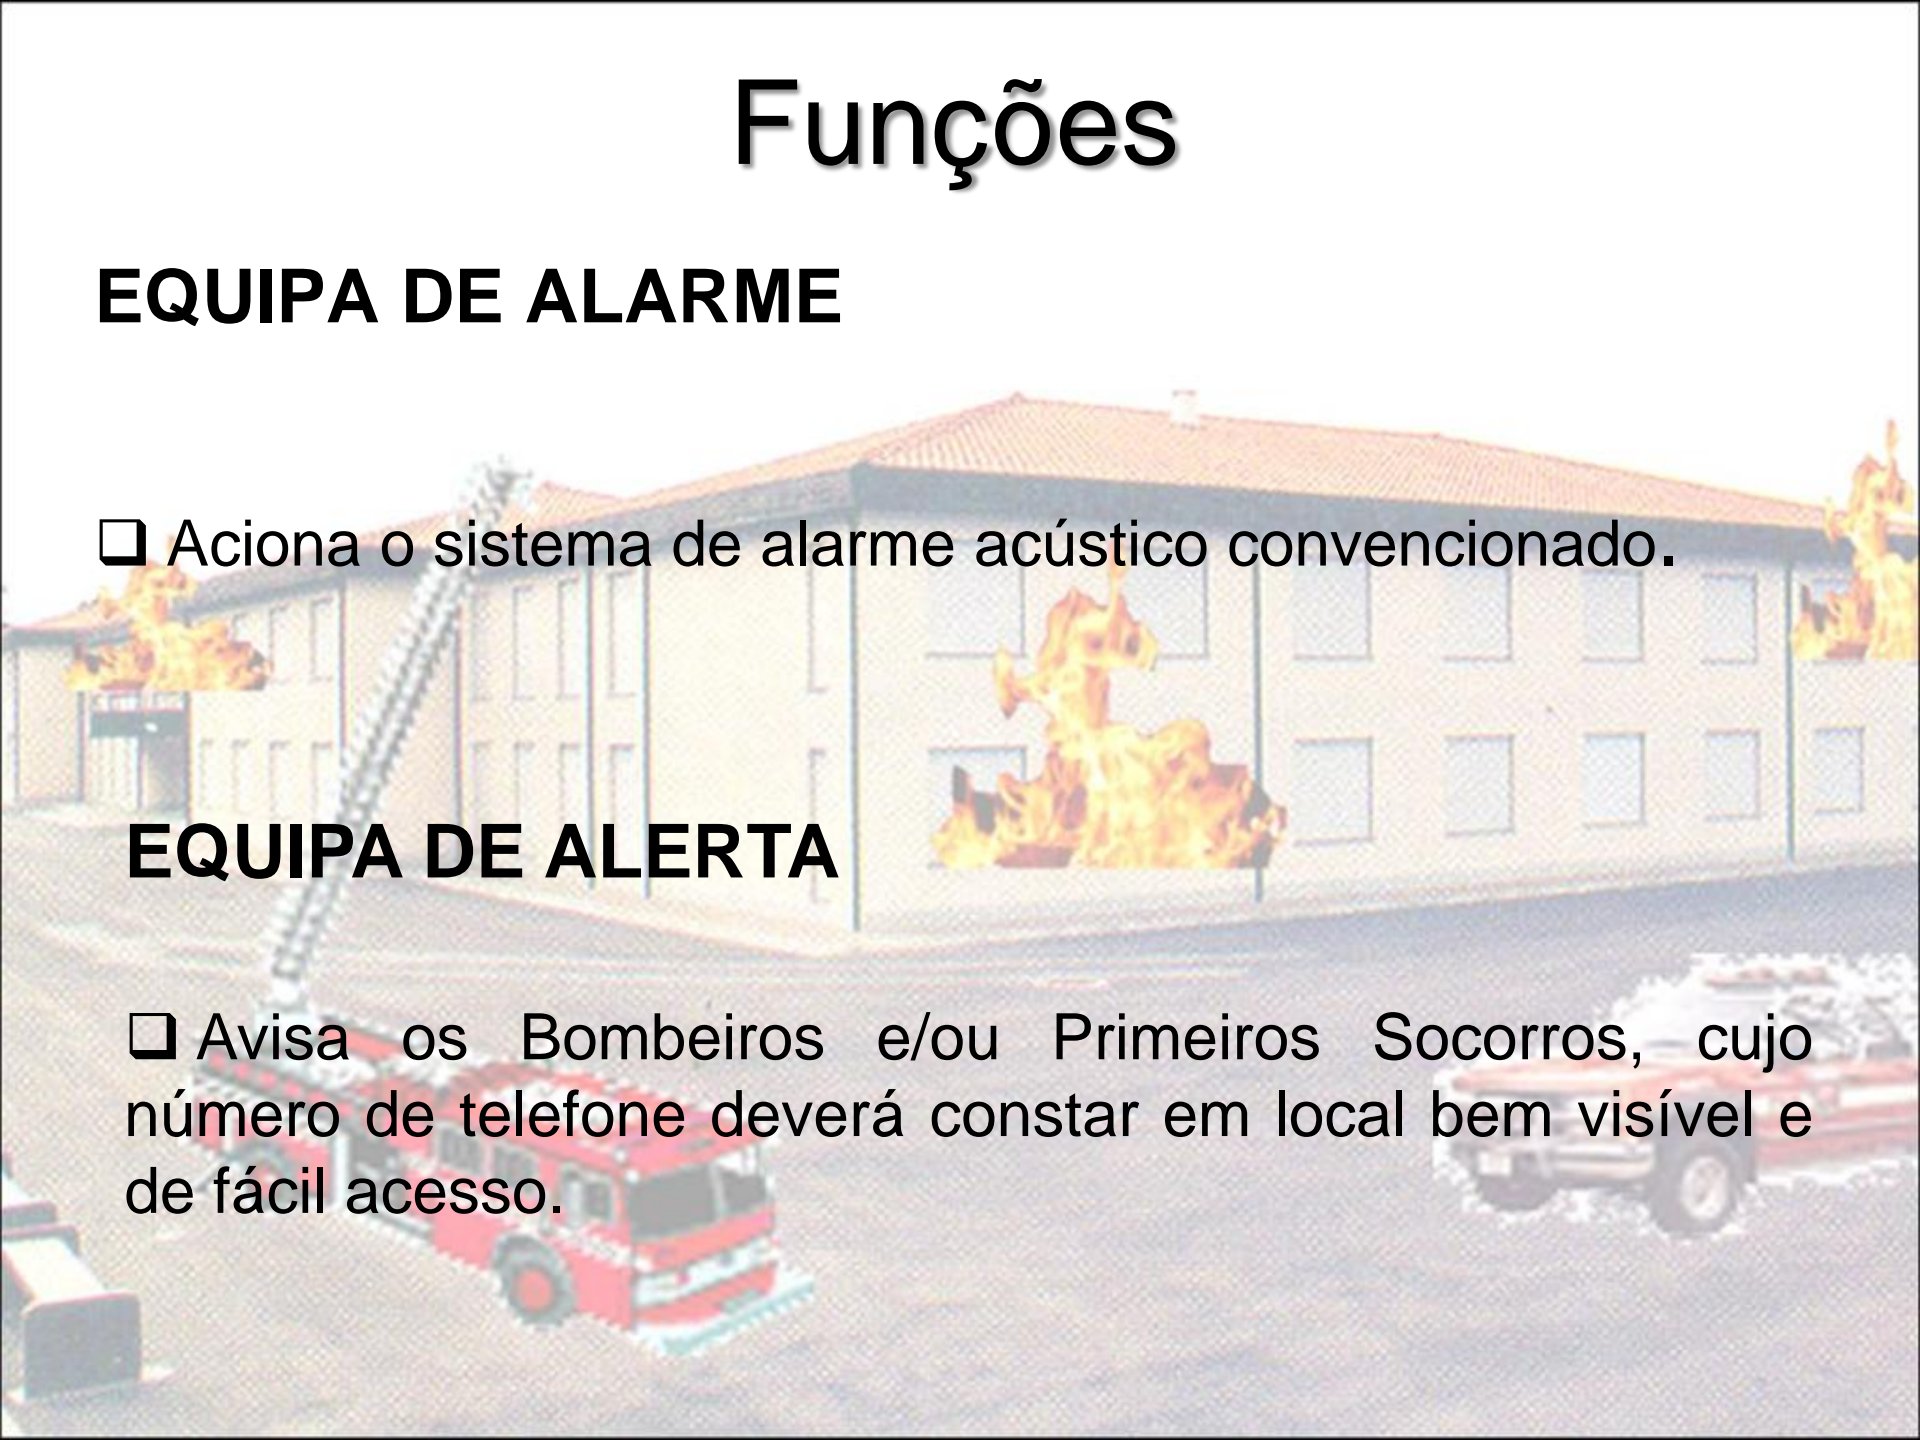 Funções
EQUIPA DE ALARME
❑ Aciona o sistema de alarme acústico convencionado.
EQUIPA DE ALERTA
❑ Avisa os Bombeiros e/ou Primeiros Socorros, cujo
número de telefone deverá constar em local bem visível e
de fácil acesso.